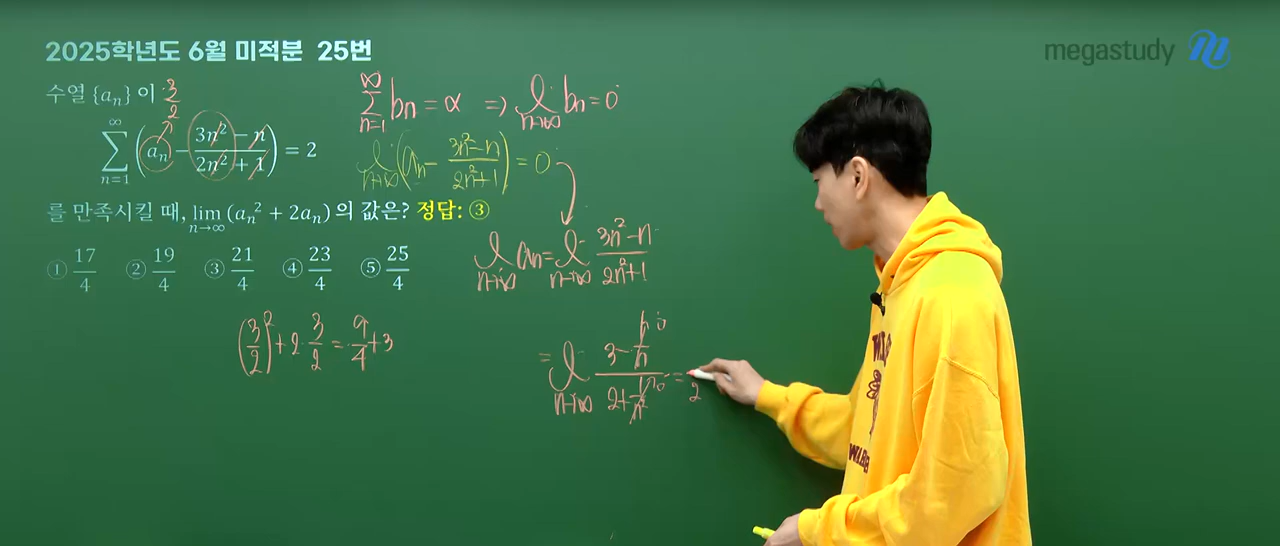 2025학년도 6월 미적분 25번
megastudy
수열 {aₙ}이
3/2
∑_{n=1}^{∞} (aₙ − (3n² − n)/(2n² + 1)) = 2
를 만족시킬 때, lim_{n→∞} (aₙ² + 2aₙ)의 값은? 정답: ③
① 17/4 ② 19/4 ③ 21/4 ④ 23/4 ⑤ 25/4
∑_{n=1}^{∞} bn = α ⇒ lim_{n→∞} bn = 0
lim_{n→∞} (an − (3n² − n)/(2n² + 1)) = 0
lim_{n→∞} an = lim_{n→∞} (3n² − n)/(2n² + 1)
= lim_{n→∞} (3 − 1/n)/(2 + 1/n²) = 2
0
0
(3/2)² + 2·3/2 = 9/4 + 3